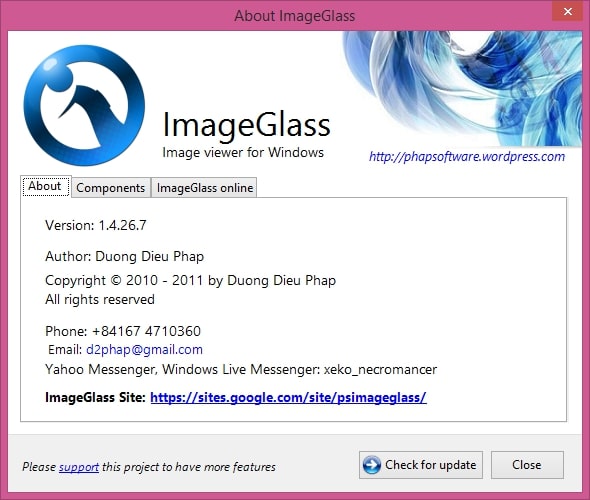 About ImageGlass
ImageGlass
Image viewer for Windows
http://phapsoftware.wordpress.com
About
Components
ImageGlass online
Version: 1.4.26.7
Author: Duong Dieu Phap
Copyright © 2010 - 2011 by Duong Dieu Phap
All rights reserved
Phone: +84167 4710360
Email: d2phap@gmail.com
Yahoo Messenger, Windows Live Messenger: xeko_necromancer
ImageGlass Site: https://sites.google.com/site/psimageglass/
Please support this project to have more features
Check for update
Close